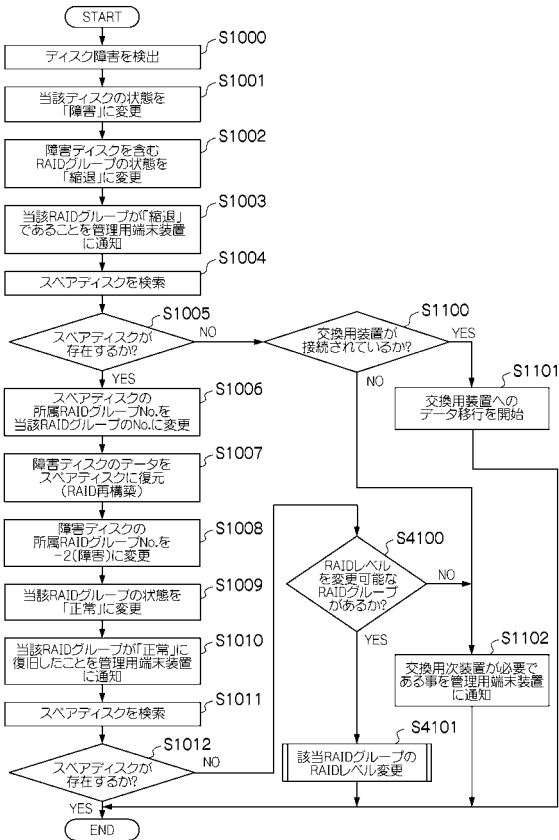 START
S1000
ディスク障害を検出
S1001
当該ディスクの状態を
「障害」に変更
S1002
障害ディスクを含む
RAIDグループの状態を
「縮退」に変更
S1003
当該RAIDグループが「縮退」
であることを管理用端末装置
に通知
S1004
スペアディスクを検索
S1005
スペアディスクが
存在するか?
NO
YES
S1100
交換用装置が
接続されているか?
YES
NO
S1101
交換用装置への
データ移行を開始
S1006
スペアディスクの
所属RAIDグループNo.を
当該RAIDグループのNo.に変更
S1007
障害ディスクのデータを
スペアディスクに復元
(RAID再構築)
S1008
障害ディスクの
所属RAIDグループNo.を
-2(障害)に変更
S1009
当該RAIDグループの状態を
「正常」に変更
S1010
当該RAIDグループが「正常」に
復旧したことを管理用端末装置
に通知
S1011
スペアディスクを検索
S1012
スペアディスクが
存在するか?
NO
YES
S4100
RAIDレベル
を変更可能な
RAIDグループ
があるか?
NO
YES
S1102
交換用次装置が必要で
ある事を管理用端末装置
に通知
S4101
該当RAIDグループの
RAIDレベル変更
END